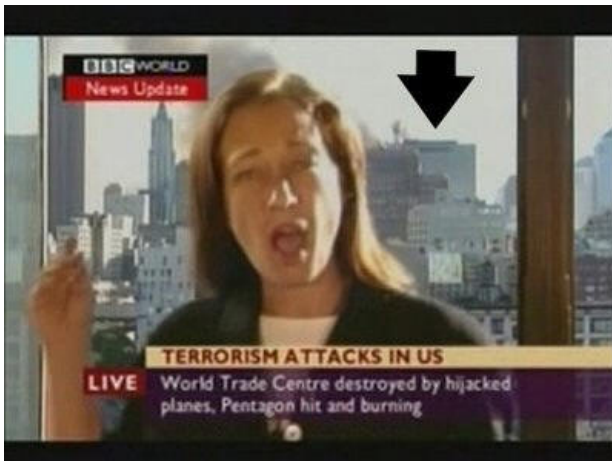 BBC WORLD
News Update
TERRORISM ATTACKS IN US
LIVE
World Trade Centre destroyed by hijacked
planes, Pentagon hit and burning